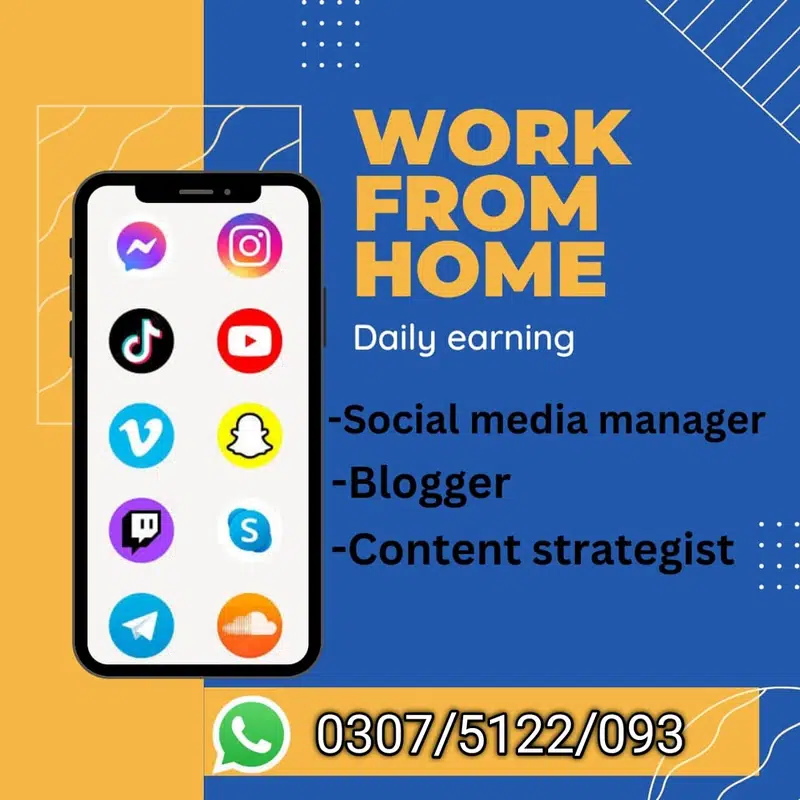 WORK
FROM
HOME
Daily earning
-Social media manager
-Blogger
-Content strategist
0307/5122/093